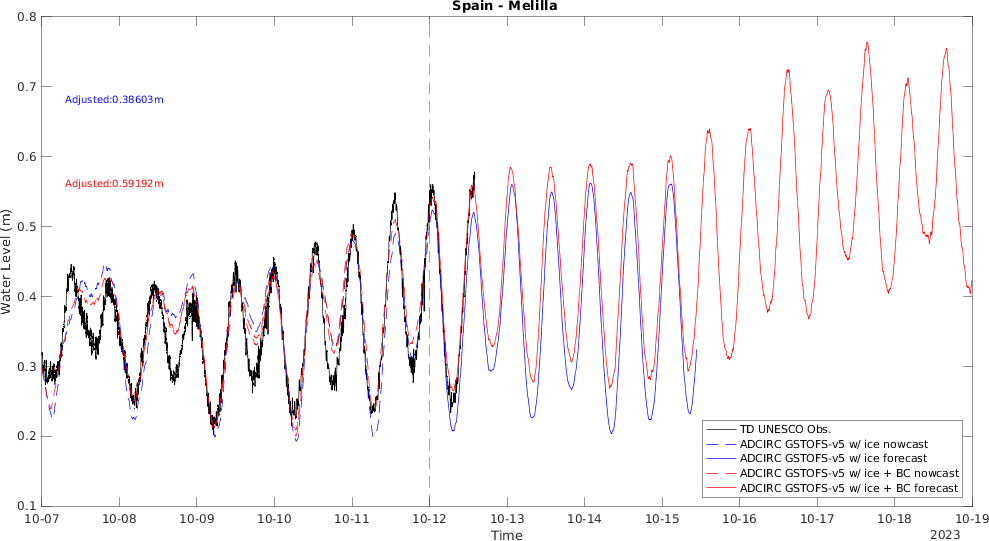 Spain - Melilla
0.8
0.7
0.6
0.5
0.4
0.3
0.2
0.1
Water Level (m)
Adjusted:0.38603m
Adjusted:0.59192m
TD UNESCO Obs.
ADCIRC GSTOFS-v5 w/ ice nowcast
ADCIRC GSTOFS-v5 w/ ice forecast
ADCIRC GSTOFS-v5 w/ ice + BC nowcast
ADCIRC GSTOFS-v5 w/ ice + BC forecast
10-07 10-08 10-09 10-10 10-11 10-12 10-13 10-14 10-15 10-16 10-17 10-18 10-19
Time
2023